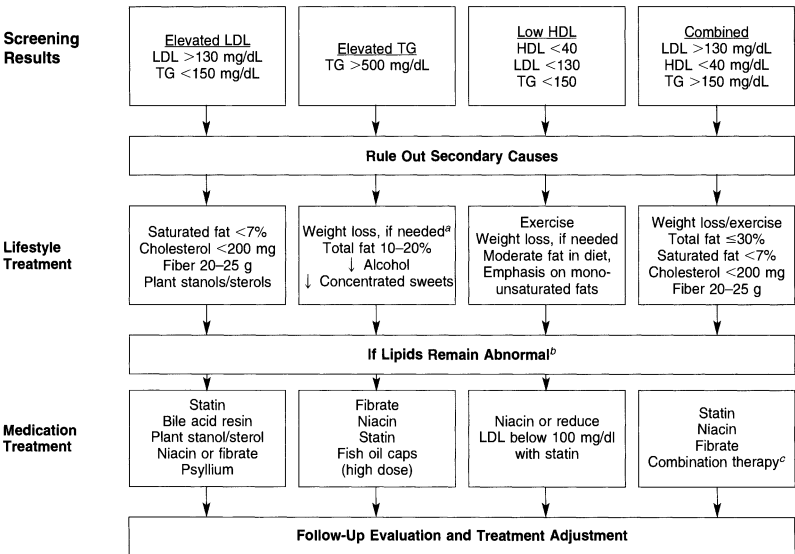 Screening
Results
Elevated LDL
LDL >130 mg/dL
TG <150 mg/dL
Elevated TG
TG >500 mg/dL
Low HDL
HDL <40
LDL <130
TG <150
Combined
LDL >130 mg/dL
HDL <40 mg/dL
TG >150 mg/dL
Rule Out Secondary Causes
Lifestyle
Treatment
Saturated fat <7%
Cholesterol <200 mg
Fiber 20–25 g
Plant stanols/sterols
Weight loss, if neededa
Total fat 10–20%
↓ Alcohol
↓ Concentrated sweets
Exercise
Weight loss, if needed
Moderate fat in diet,
Emphasis on mono-
unsaturated fats
Weight loss/exercise
Total fat ≤30%
Saturated fat <7%
Cholesterol <200 mg
Fiber 20–25 g
If Lipids Remain Abnormalb
Medication
Treatment
Statin
Bile acid resin
Plant stanol/sterol
Niacin or fibrate
Psyllium
Fibrate
Niacin
Statin
Fish oil caps
(high dose)
Niacin or reduce
LDL below 100 mg/dl
with statin
Statin
Niacin
Fibrate
Combination therapyc
Follow-Up Evaluation and Treatment Adjustment